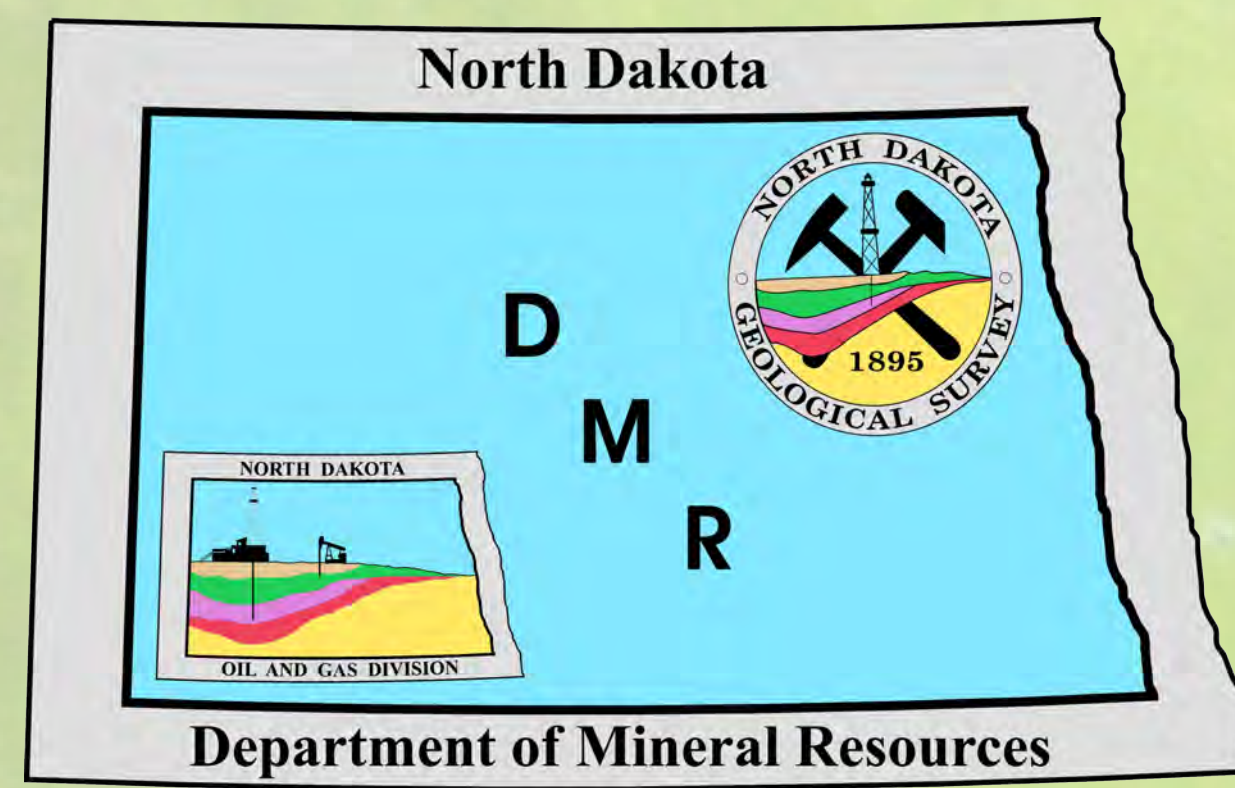 North Dakota
NORTH DAKOTA
GEOLOGICAL SURVEY
1895
D
M
R
NORTH DAKOTA
OIL AND GAS DIVISION
Department of Mineral Resources